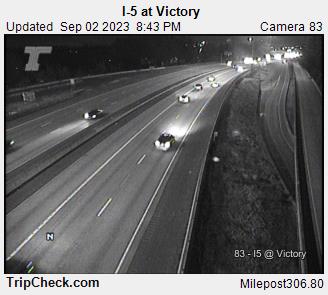 I-5 at Victory
Updated Sep 02 2023 8:43 PM Camera 83
T
N
83 - I5 @ Victory
TripCheck.com Milepost306.80